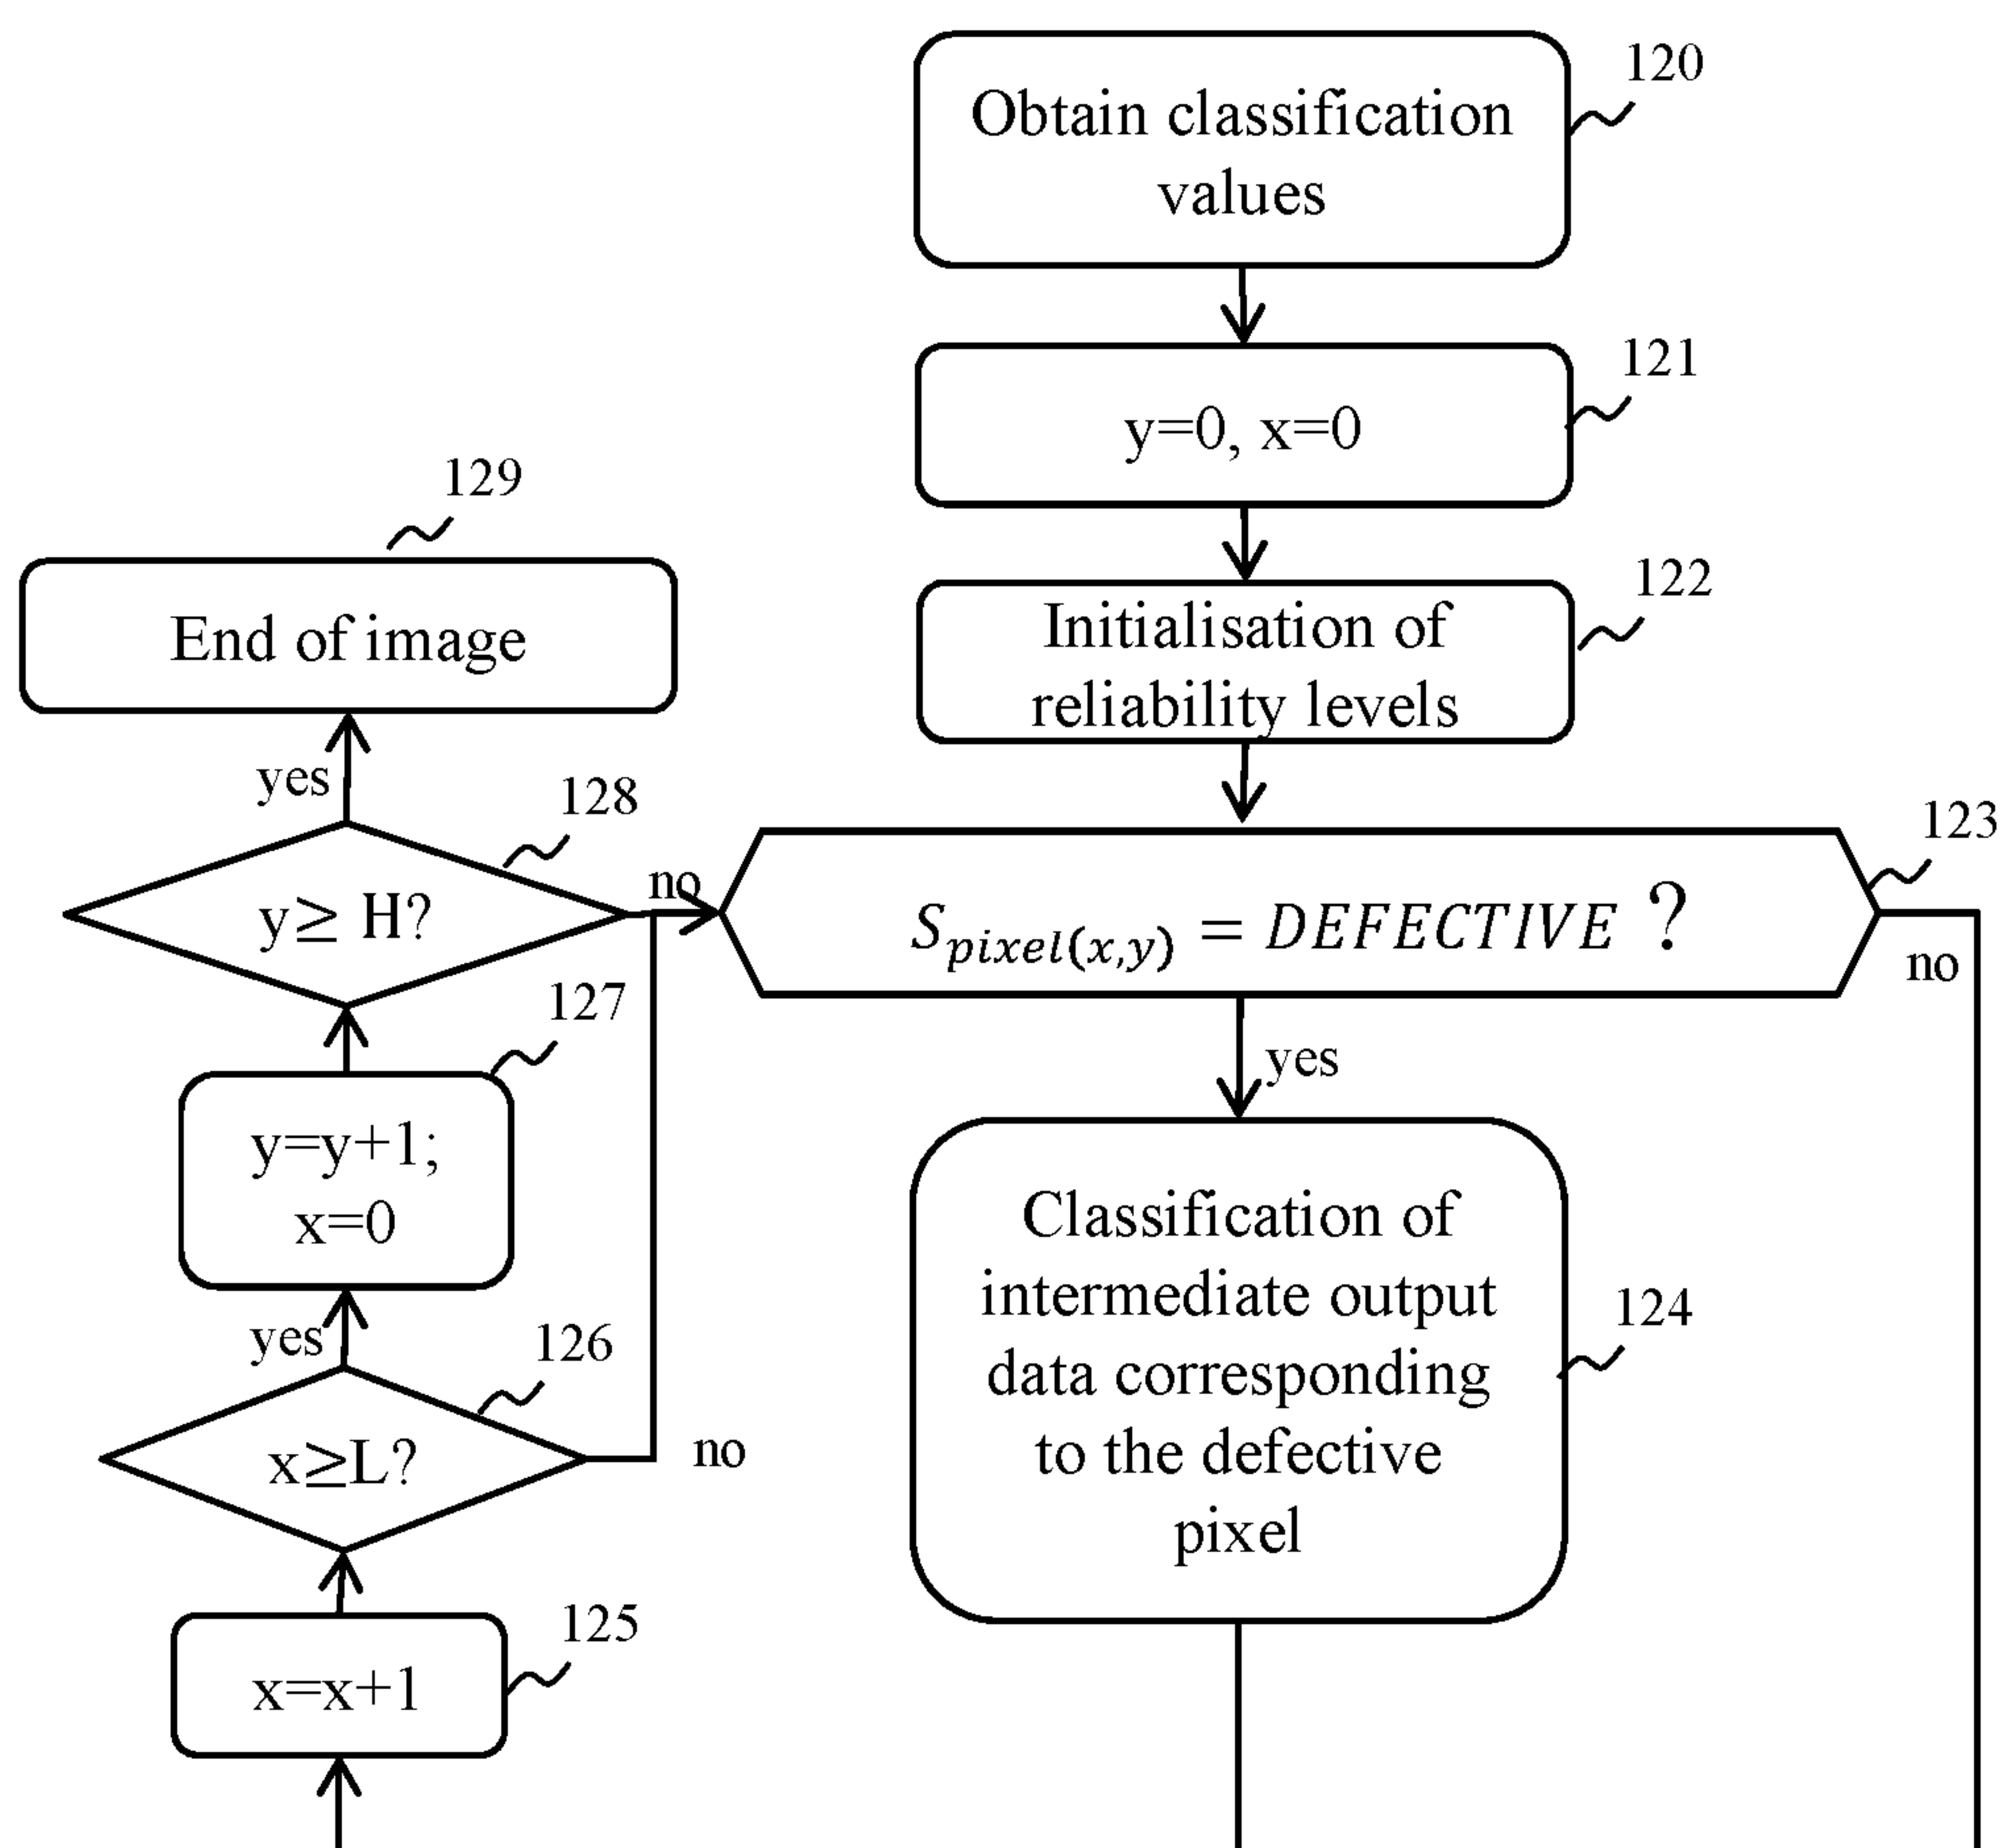 120
Obtain classification
values
121
y=0, x=0
122
Initialisation of
reliability levels
123
S_pixel(x,y) = DEFECTIVE ?
no
yes
124
Classification of
intermediate output
data corresponding
to the defective
pixel
129
End of image
yes
128
y≥ H?
no
127
y=y+1;
x=0
yes
126
x≥L?
no
125
x=x+1